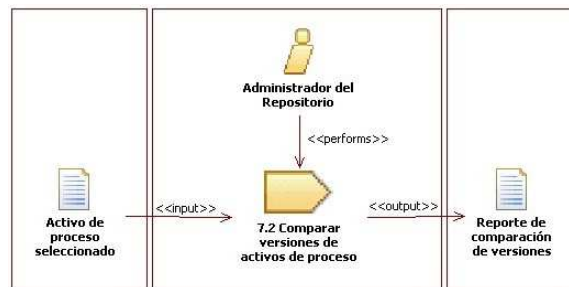 Administrador del
Repositorio
<<performs>>
<<input>>
<<output>>
Activo de
proceso
seleccionado
7.2 Comparar
versiones de
activos de proceso
Reporte de
comparación
de versiones